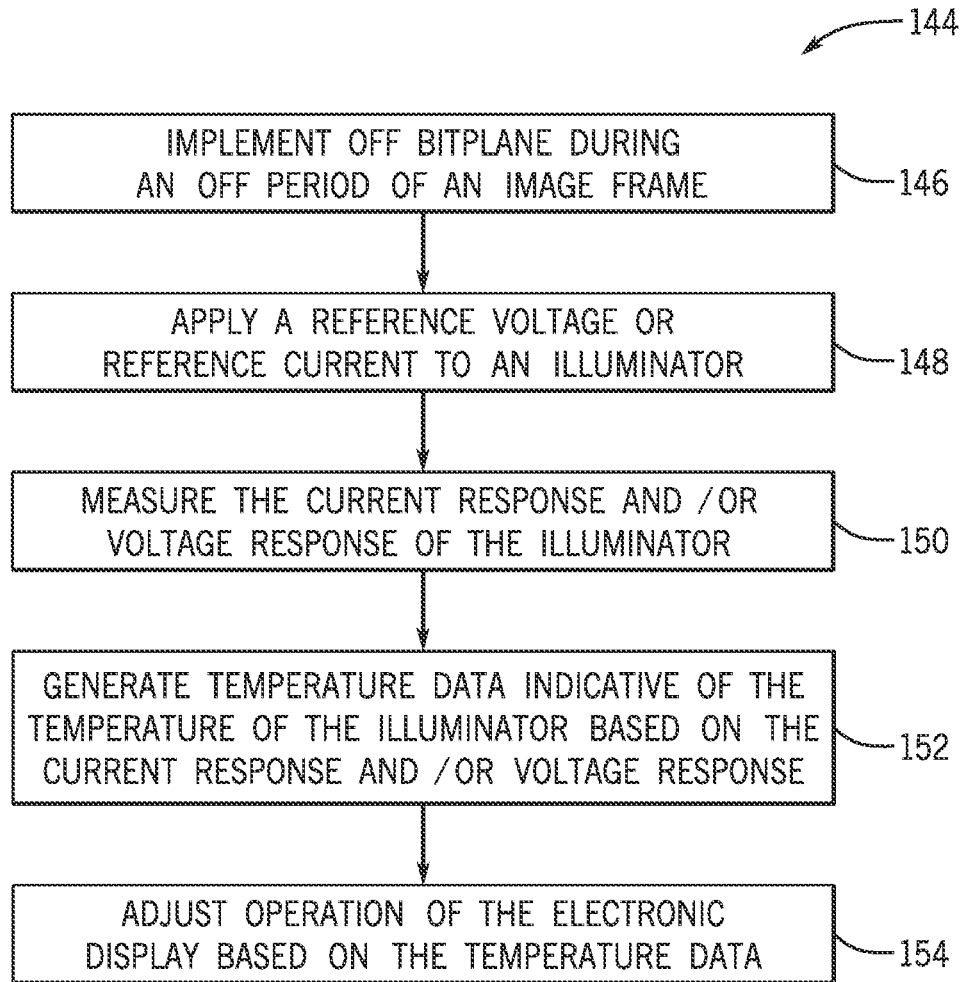 144
IMPLEMENT OFF BITPLANE DURING
AN OFF PERIOD OF AN IMAGE FRAME
146
APPLY A REFERENCE VOLTAGE OR
REFERENCE CURRENT TO AN ILLUMINATOR
148
MEASURE THE CURRENT RESPONSE AND /OR
VOLTAGE RESPONSE OF THE ILLUMINATOR
150
GENERATE TEMPERATURE DATA INDICATIVE OF THE
TEMPERATURE OF THE ILLUMINATOR BASED ON THE
CURRENT RESPONSE AND /OR VOLTAGE RESPONSE
152
ADJUST OPERATION OF THE ELECTRONIC
DISPLAY BASED ON THE TEMPERATURE DATA
154